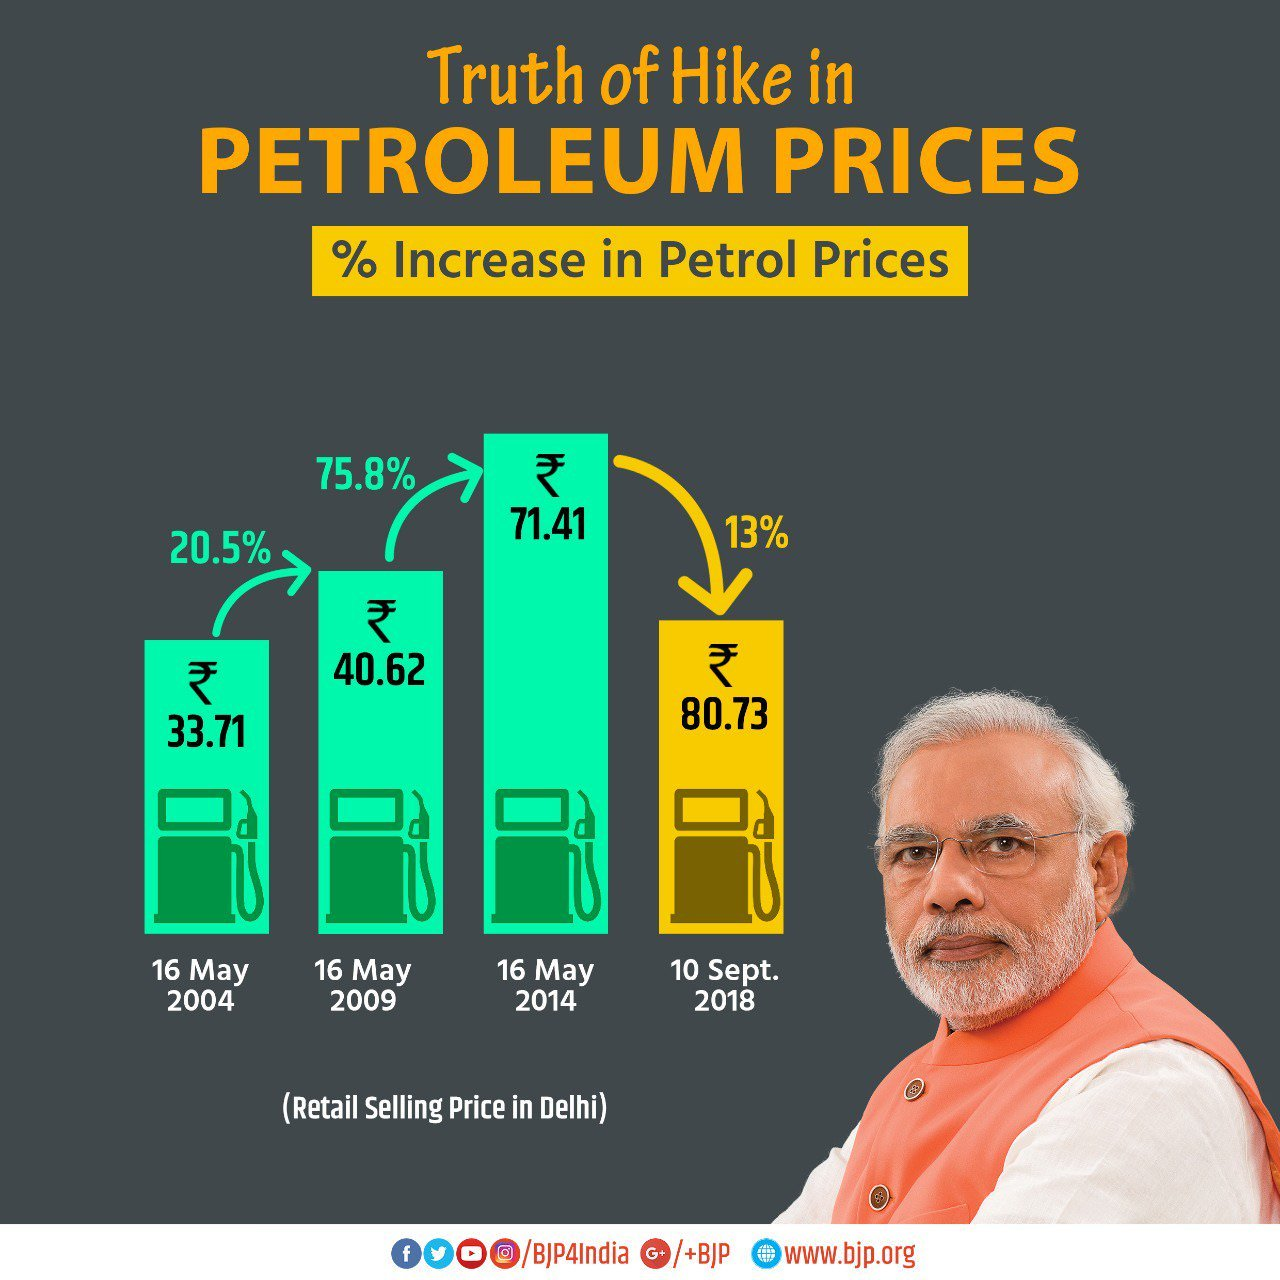 Truth of Hike in
PETROLEUM PRICES
% Increase in Petrol Prices
20.5%
75.8%
13%
₹
33.71
₹
40.62
₹
71.41
₹
80.73
16 May
2004
16 May
2009
16 May
2014
10 Sept.
2018
(Retail Selling Price in Delhi)
/BJP4India G+/+BJP www.bjp.org